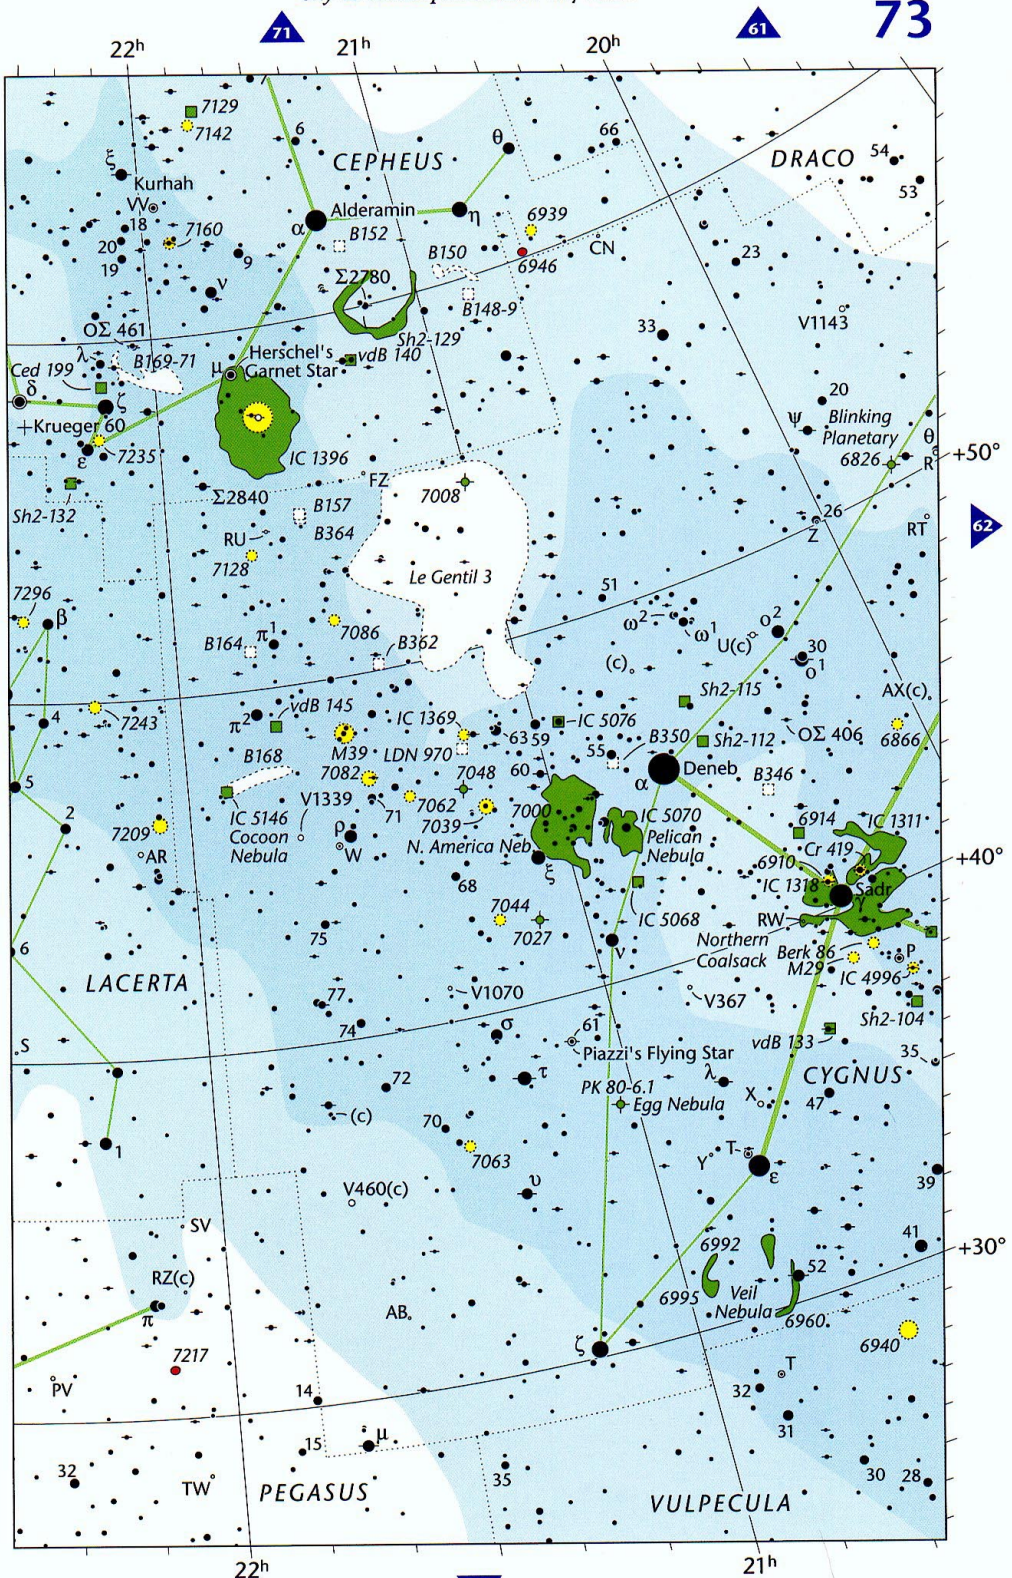 73
71
61
22h
21h
20h
7129
7142
6
θ
66
CEPHEUS
DRACO
54
53
ξ
Kurhah
VV
18
7160
Alderamin
α
η
6939
B152
B150
6946
CN
23
20
19
9
ν
Σ2780
B148-9
V1143
ΟΣ 461
Sh2-129
33
λ
B169-71
Herschel's
Garnet Star
μ
vdB 140
Ced 199
δ
ζ
20
ψ
Blinking
Planetary
6826
θ
R
+50°
Krueger 60
7235
ε
IC 1396
FZ
7008
Sh2-132
Σ2840
B157
26
Z
RT
62
RU
B364
7128
Le Gentil 3
7296
β
51
ω2
ω1
U(c)
ο2
30
ο1
7086
B164
π1
B362
(c)
AX(c)
Sh2-115
4
7243
π2
vdB 145
IC 1369
63
59
IC 5076
55
B350
Sh2-112
ΟΣ 406
6866
B168
M39
LDN 970
7082
7048
60
Deneb
α
B346
5
IC 5146
Cocoon
Nebula
V1339
71
7062
7039
7000
IC 5070
Pelican
Nebula
6914
IC 1311
2
7209
AR
ρ
W
N. America Neb
ξ
Cr 419
6910
IC 1318
Sadr
γ
+40°
68
IC 5068
RW
7044
7027
75
ν
Northern
Coalsack
Berk 86
M29
P
IC 4996
6
LACERTA
77
V1070
V367
Sh2-104
74
σ
61
Piazzi's Flying Star
vdB 133
35
S
72
τ
PK 80-6.1
Egg Nebula
λ
X
CYGNUS
47
(c)
70
7063
1
Y
T
ε
39
V460(c)
υ
SV
6992
41
+30°
RZ(c)
π
AB
6995
Veil
Nebula
52
6960
6940
7217
ζ
PV
14
T
32
31
15
μ
32
TW
PEGASUS
35
VULPECULA
30
28
22h
21h